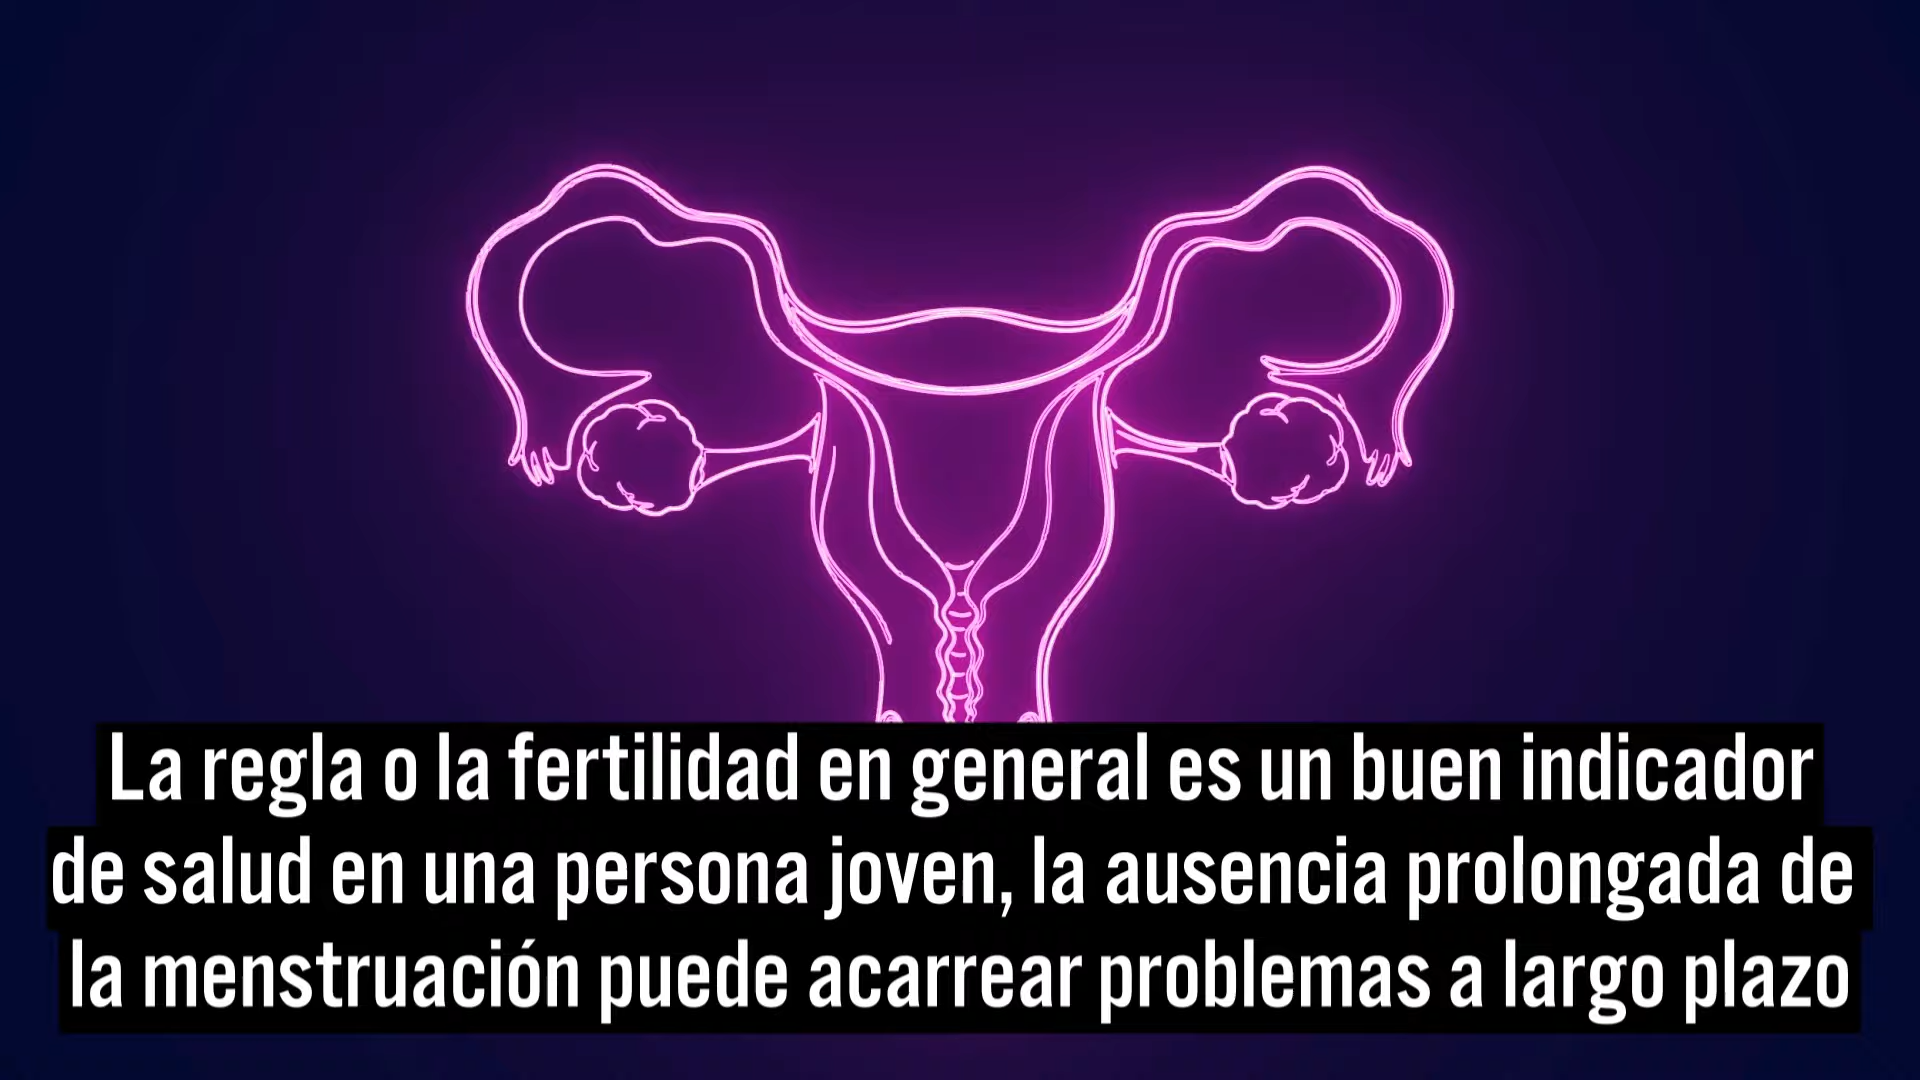 La regla o la fertilidad en general es un buen indicador
de salud en una persona joven, la ausencia prolongada de
la menstruación puede acarrear problemas a largo plazo